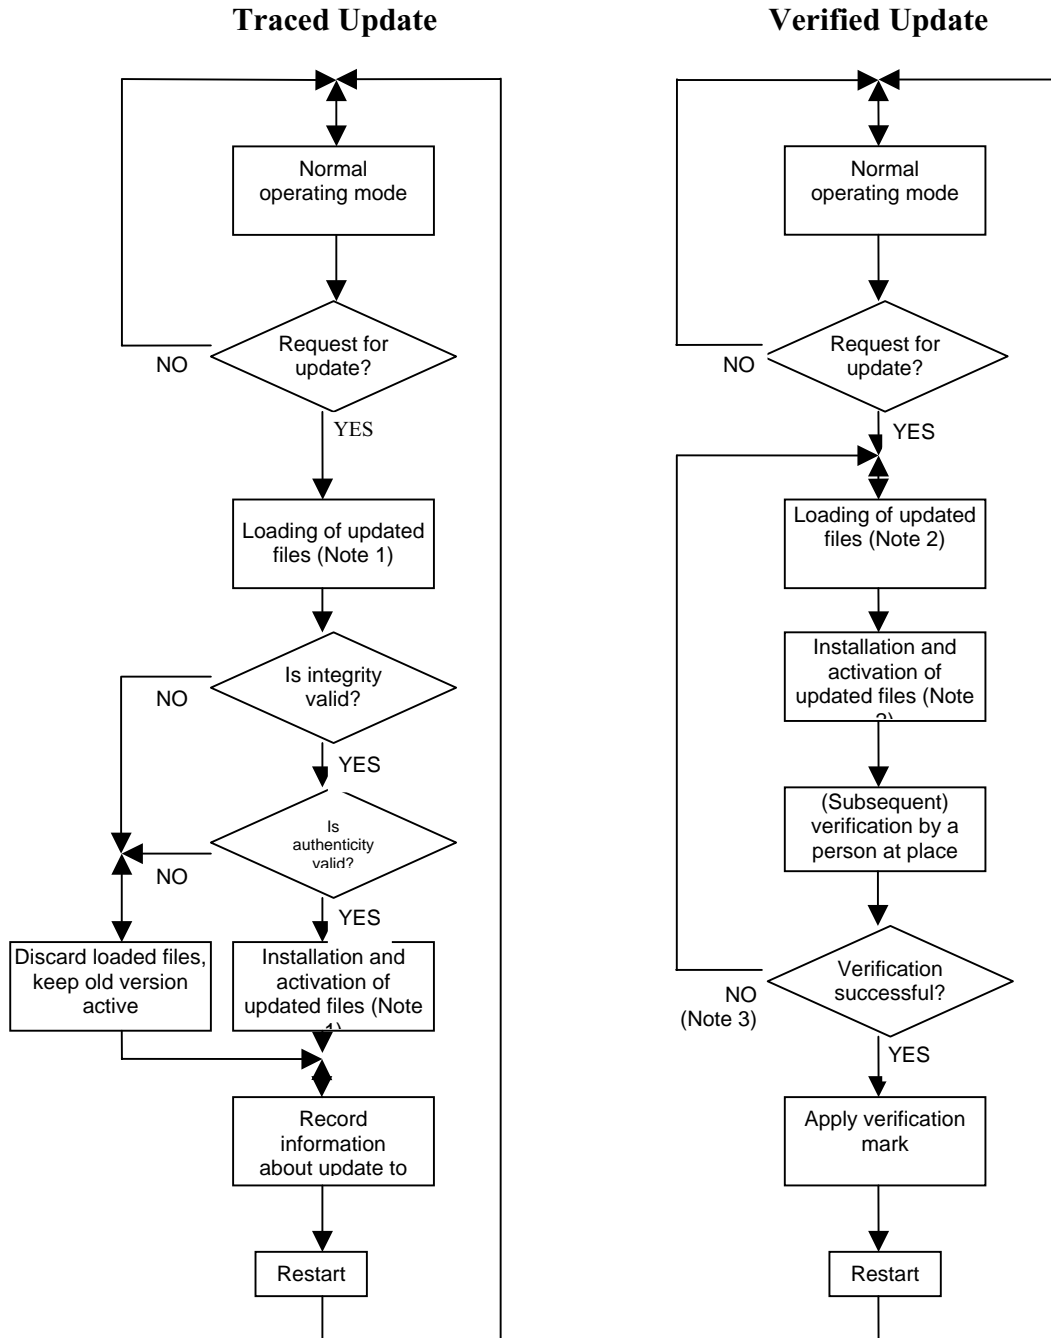 Traced Update
Normal
operating mode
Request for
update?
NO
YES
Loading of updated
files (Note 1)
Is integrity
valid?
NO
YES
Is
authenticity
valid?
NO
YES
Discard loaded files,
keep old version
active
Installation and
activation of
updated files (Note
1)
Record
information
about update to
Restart
Verified Update
Normal
operating mode
Request for
update?
NO
YES
Loading of updated
files (Note 2)
Installation and
activation of
updated files (Note
2)
(Subsequent)
verification by a
person at place
Verification
successful?
NO
(Note 3)
YES
Apply verification
mark
Restart